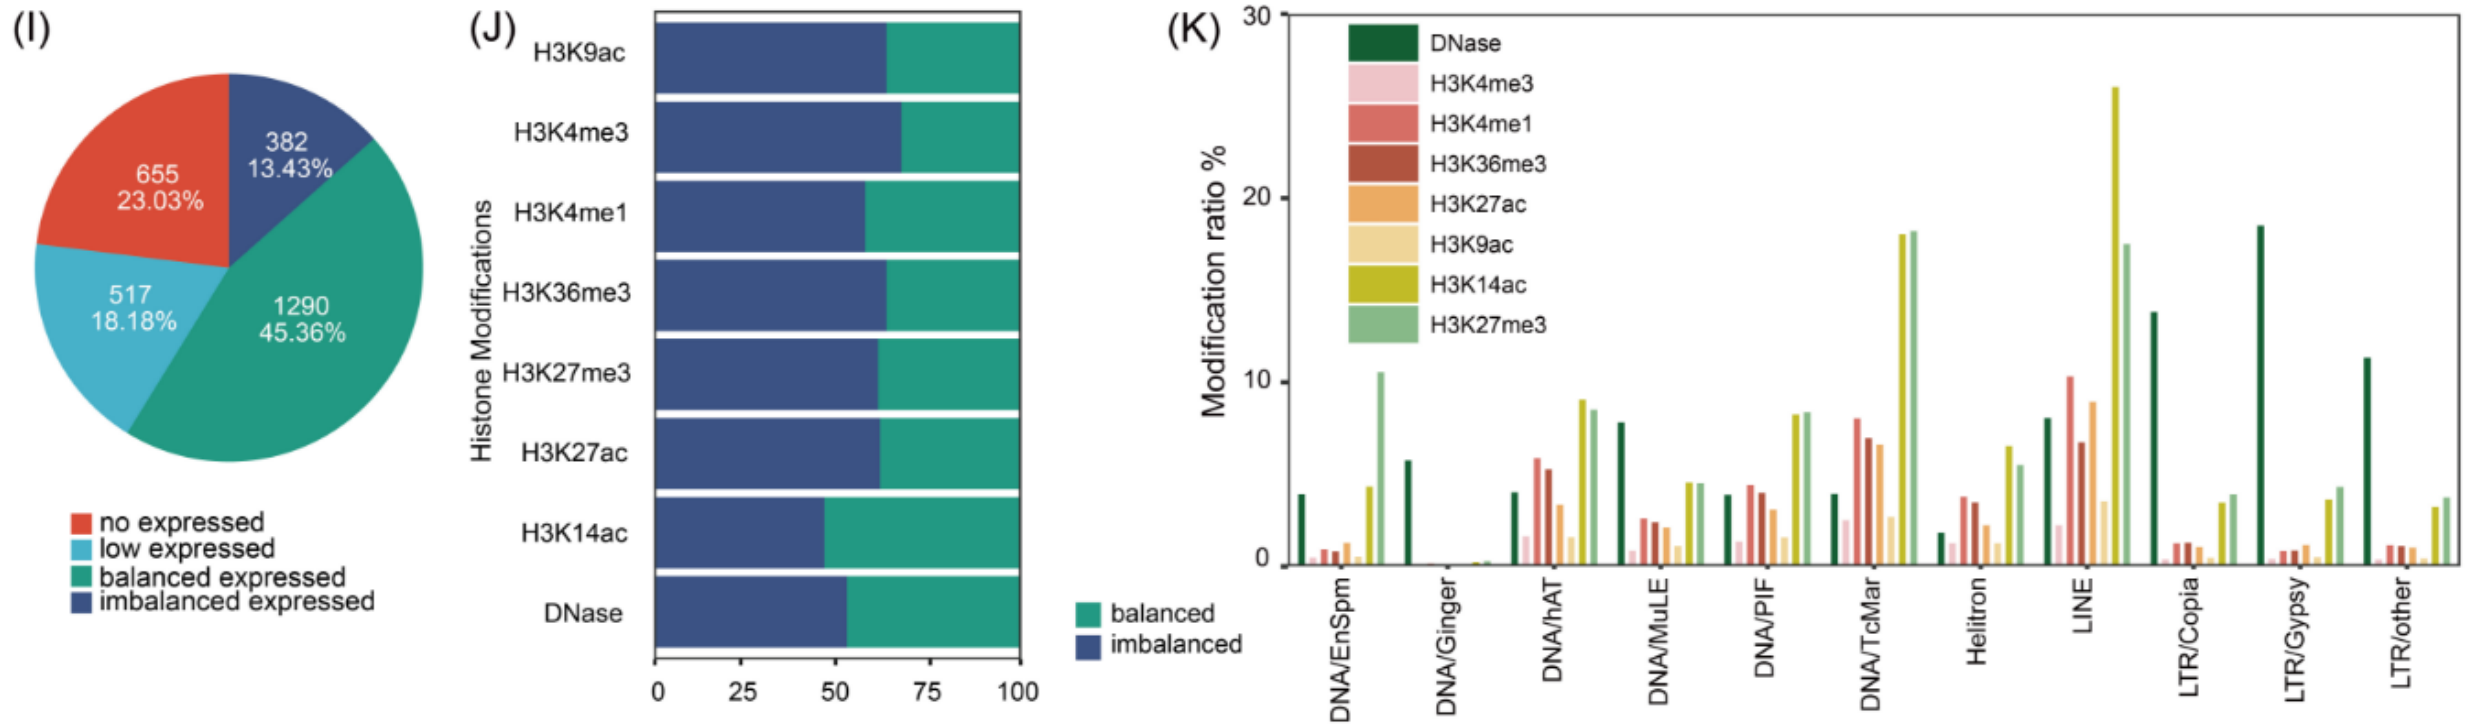 (I)
382
13.43%
655
23.03%
517
18.18%
1290
45.36%
no expressed
low expressed
balanced expressed
imbalanced expressed
(J)
Histone Modifications
H3K9ac
H3K4me3
H3K4me1
H3K36me3
H3K27me3
H3K27ac
H3K14ac
DNase
0 25 50 75 100
balanced
imbalanced
(K)
Modification ratio %
30
20
10
0
DNase
H3K4me3
H3K4me1
H3K36me3
H3K27ac
H3K9ac
H3K14ac
H3K27me3
DNA/EnSpm
DNA/Ginger
DNA/hAT
DNA/MuLE
DNA/PIF
DNA/TcMar
Helitron
LINE
LTR/Copia
LTR/Gypsy
LTR/other